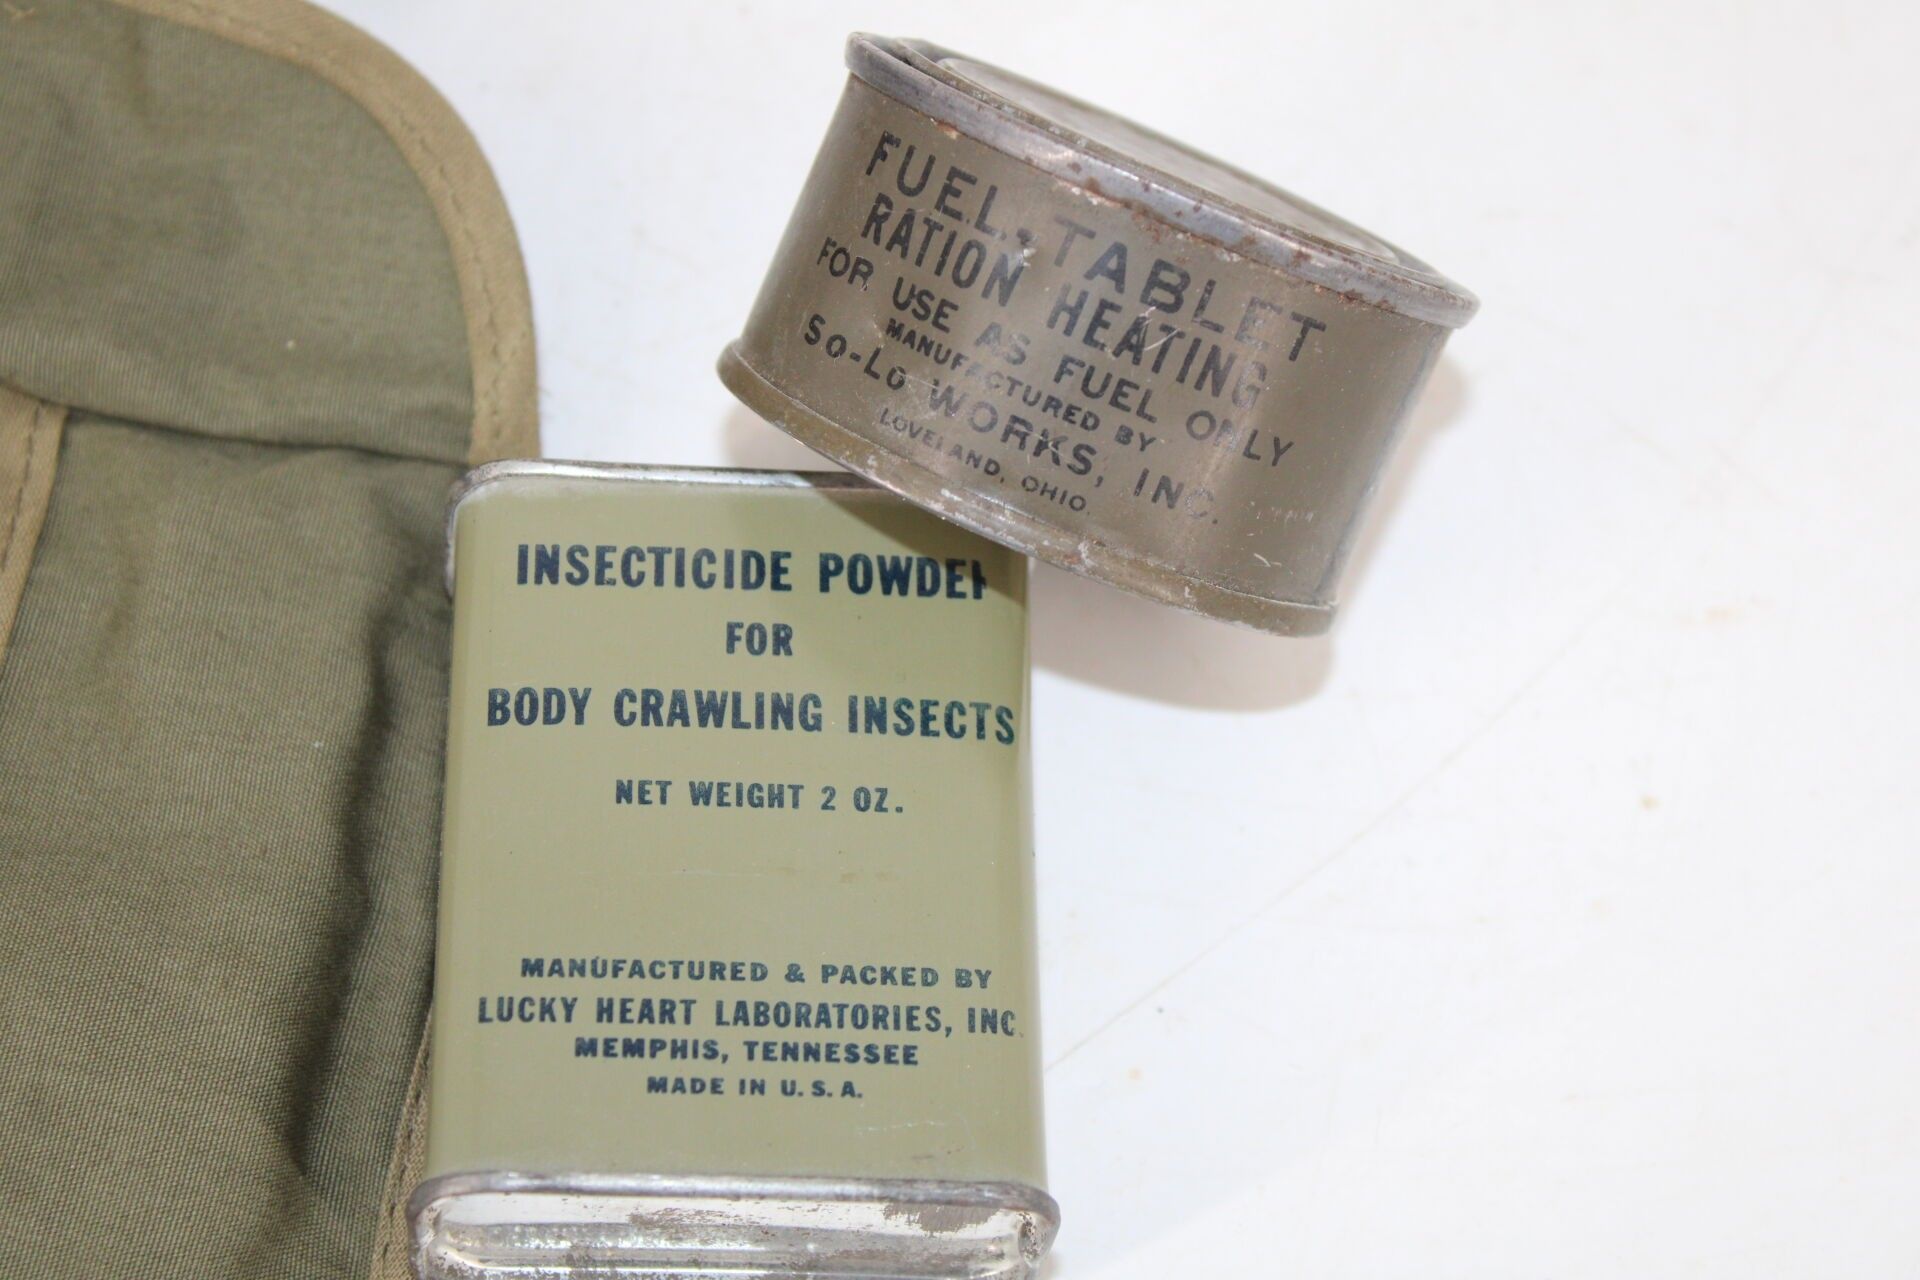 FUEL, TABLET
RATION HEATING
FOR USE AS FUEL ONLY
MANUFACTURED BY
SO-LO WORKS, INC.
LOVELAND, OHIO.
INSECTICIDE POWDER
FOR
BODY CRAWLING INSECTS
NET WEIGHT 2 OZ.
MANUFACTURED & PACKED BY
LUCKY HEART LABORATORIES, INC.
MEMPHIS, TENNESSEE
MADE IN U.S.A.